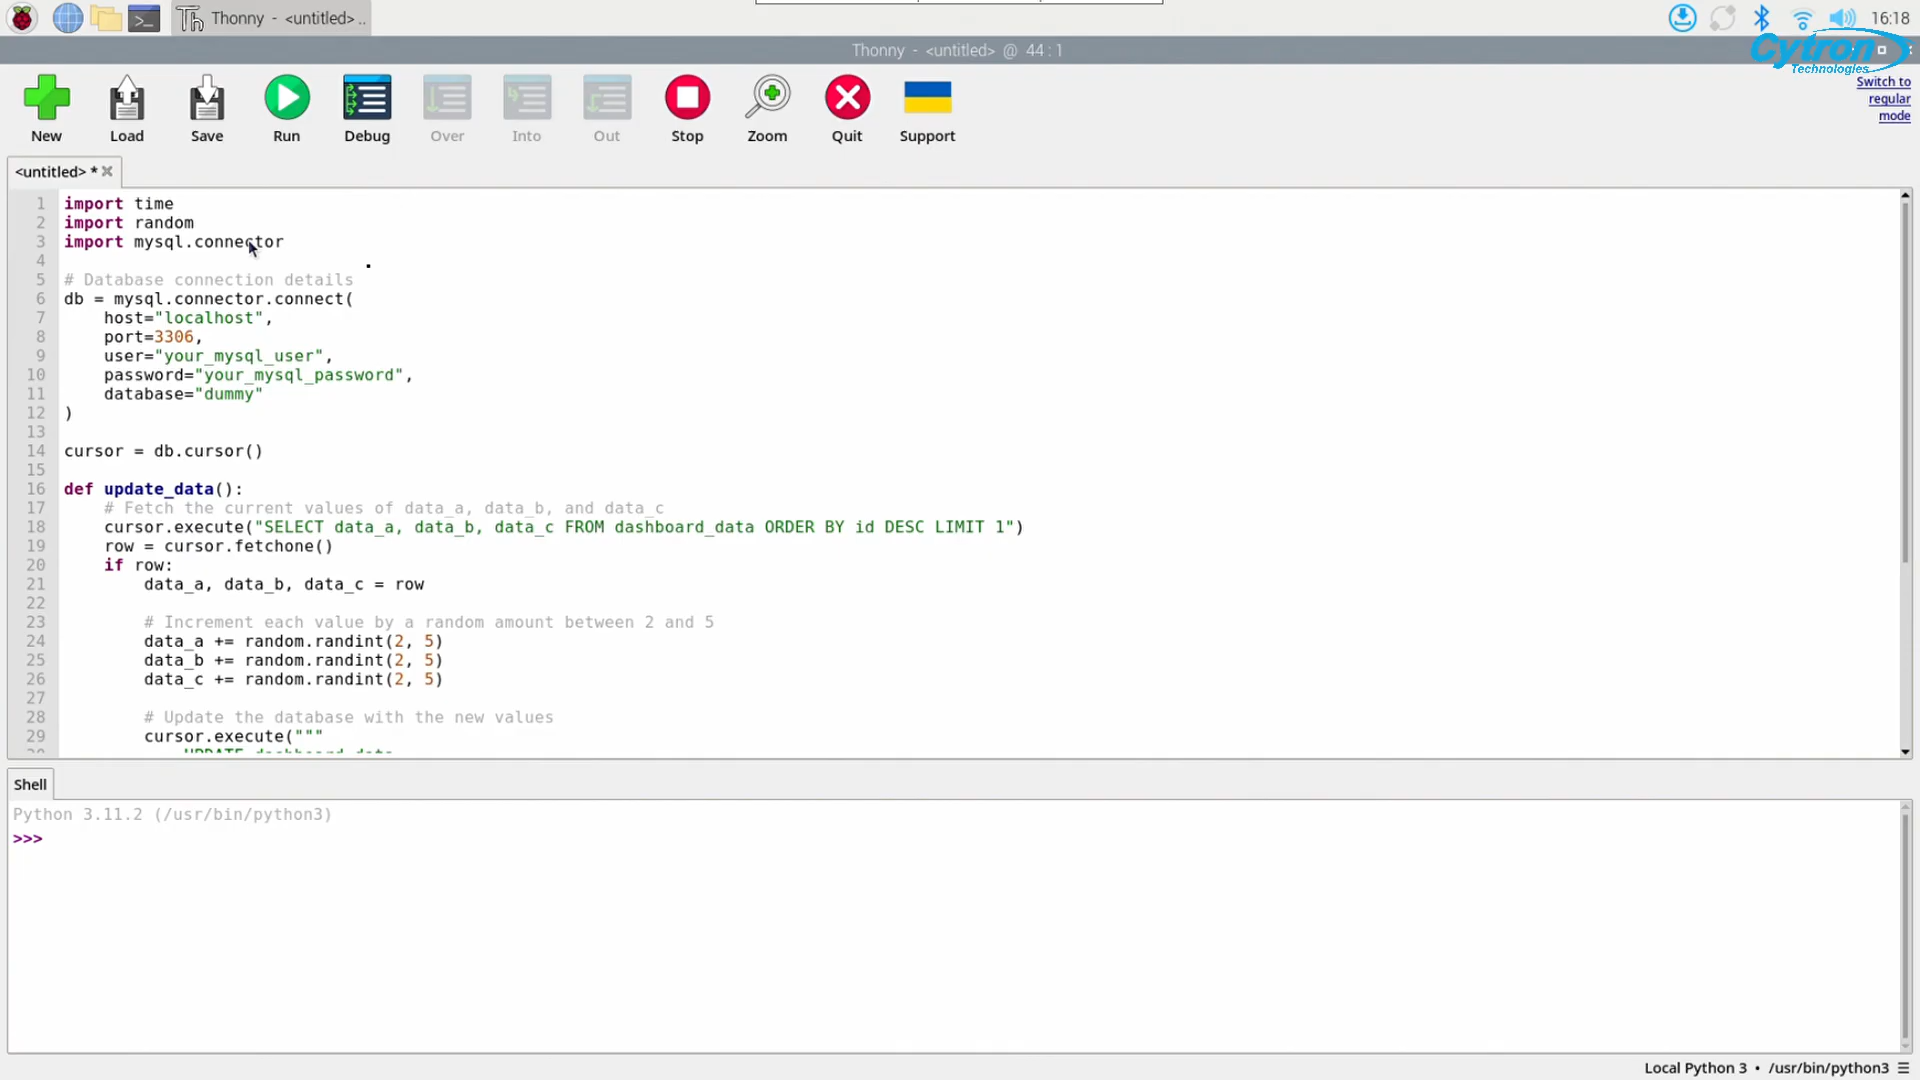 Thonny - <untitled> ..
16:18
Thonny - <untitled> @ 44 : 1
Cytron
Technologies
Switch to
regular
mode
New
Load
Save
Run
Debug
Over
Into
Out
Stop
Zoom
Quit
Support
<untitled> *
1 import time
2 import random
3 import mysql.connector
4
5 # Database connection details
6 db = mysql.connector.connect(
7 host="localhost",
8 port=3306,
9 user="your_mysql_user",
10 password="your_mysql_password",
11 database="dummy"
12 )
13
14 cursor = db.cursor()
15
16 def update_data():
17 # Fetch the current values of data_a, data_b, and data_c
18 cursor.execute("SELECT data_a, data_b, data_c FROM dashboard_data ORDER BY id DESC LIMIT 1")
19 row = cursor.fetchone()
20 if row:
21 data_a, data_b, data_c = row
22
23 # Increment each value by a random amount between 2 and 5
24 data_a += random.randint(2, 5)
25 data_b += random.randint(2, 5)
26 data_c += random.randint(2, 5)
27
28 # Update the database with the new values
29 cursor.execute("""
30 UPDATE dashboard_data
Shell
Python 3.11.2 (/usr/bin/python3)
>>>
Local Python 3 • /usr/bin/python3 ☰